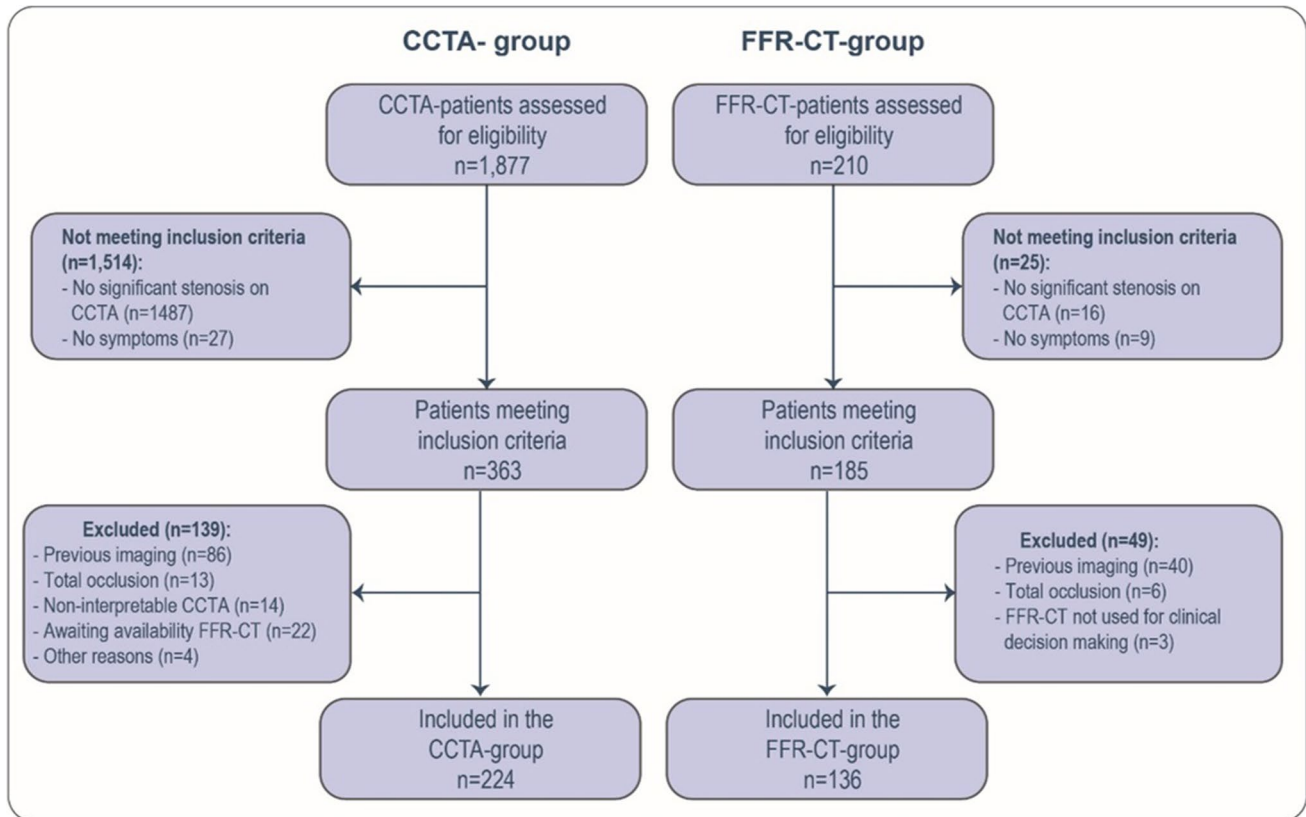 CCTA- group
CCTA-patients assessed
for eligibility
n=1,877
Not meeting inclusion criteria
(n=1,514):
- No significant stenosis on
CCTA (n=1487)
- No symptoms (n=27)
Patients meeting
inclusion criteria
n=363
Excluded (n=139):
- Previous imaging (n=86)
- Total occlusion (n=13)
- Non-interpretable CCTA (n=14)
- Awaiting availability FFR-CT (n=22)
- Other reasons (n=4)
Included in the
CCTA-group
n=224
FFR-CT-group
FFR-CT-patients assessed
for eligibility
n=210
Not meeting inclusion criteria
(n=25):
- No significant stenosis on
CCTA (n=16)
- No symptoms (n=9)
Patients meeting
inclusion criteria
n=185
Excluded (n=49):
- Previous imaging (n=40)
- Total occlusion (n=6)
- FFR-CT not used for clinical
decision making (n=3)
Included in the
FFR-CT-group
n=136